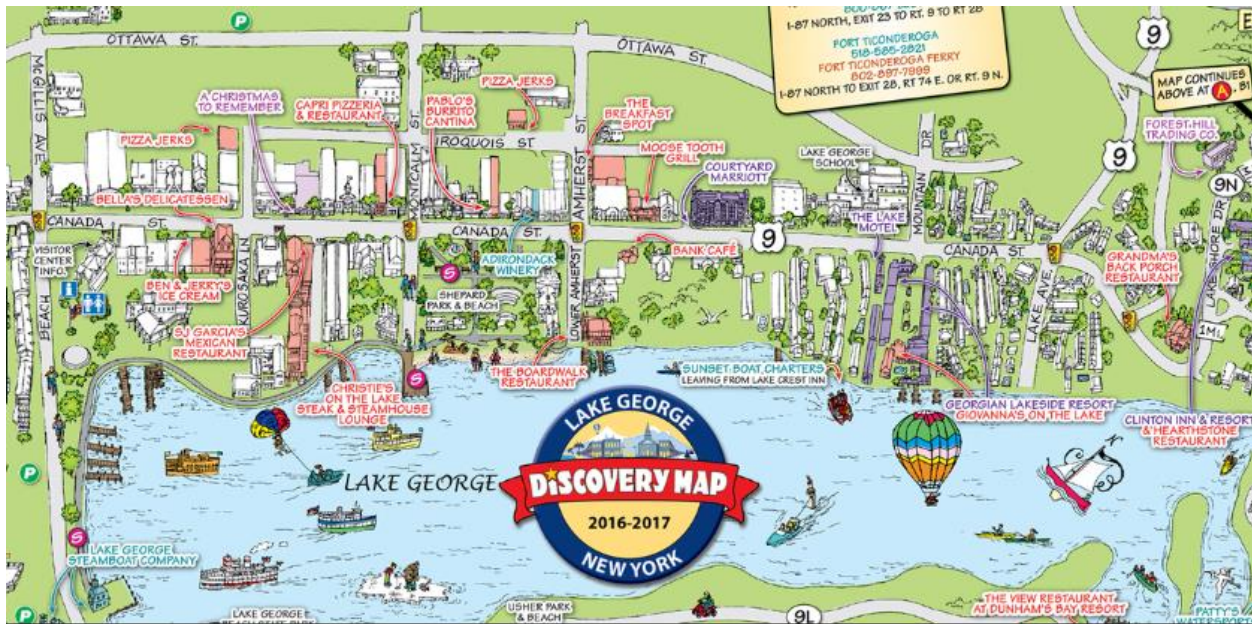 I-87 NORTH, EXIT 23 TO RT. 9 TO RT 28
FORT TICONDEROGA
518-585-2821
FORT TICONDEROGA FERRY
802-897-7999
I-87 NORTH TO EXIT 28, RT 74 E. OR RT. 9 N.
9
MAP CONTINUES
ABOVE AT A, B1
P
OTTAWA ST.
OTTAWA ST.
MCGILLIS AVE.
A CHRISTMAS
TO REMEMBER
CAPRI PIZZERIA
& RESTAURANT
MONTCALM ST.
PABLO'S
BURRITO
CANTINA
PIZZA JERKS
THE
BREAKFAST
SPOT
AMHERST ST.
IROQUOIS ST.
MOOSE TOOTH
GRILL
COURTYARD
MARRIOTT
LAKE GEORGE
SCHOOL
MOUNTAIN DR
9
FOREST HILL
TRADING CO.
9N
PIZZA JERKS
BELLA'S DELICATESSEN
CANADA ST.
CANADA ST.
9
THE LAKE
MOTEL
CANADA ST.
LAKESHORE DR
VISITOR
CENTER
INFO.
i
BEACH
BEN & JERRY'S
ICE CREAM
KUROSAKA LN
S
ADIRONDACK
WINERY
SHEPARD
PARK & BEACH
LOWER AMHERST
BANK CAFÉ
LAKE AVE.
GRANDMA'S
BACK PORCH
RESTAURANT
1 MI.
SJ GARCIA'S
MEXICAN
RESTAURANT
CHRISTIE'S
ON THE LAKE
STEAK & STEAMHOUSE
LOUNGE
S
THE BOARDWALK
RESTAURANT
SUNSET BOAT CHARTERS
LEAVING FROM LAKE CREST INN
GEORGIAN LAKESIDE RESORT
GIOVANNA'S ON THE LAKE
CLINTON INN & RESORT
& HEARTHSTONE
RESTAURANT
P
LAKE GEORGE
LAKE GEORGE
DISCOVERY MAP
2016-2017
NEW YORK
N
S
LAKE GEORGE
STEAMBOAT COMPANY
P
LAKE GEORGE
BEACH STATE PARK
USHER PARK
& BEACH
9L
THE VIEW RESTAURANT
AT DUNHAM'S BAY RESORT
PATTY'S
WATERSPORTS